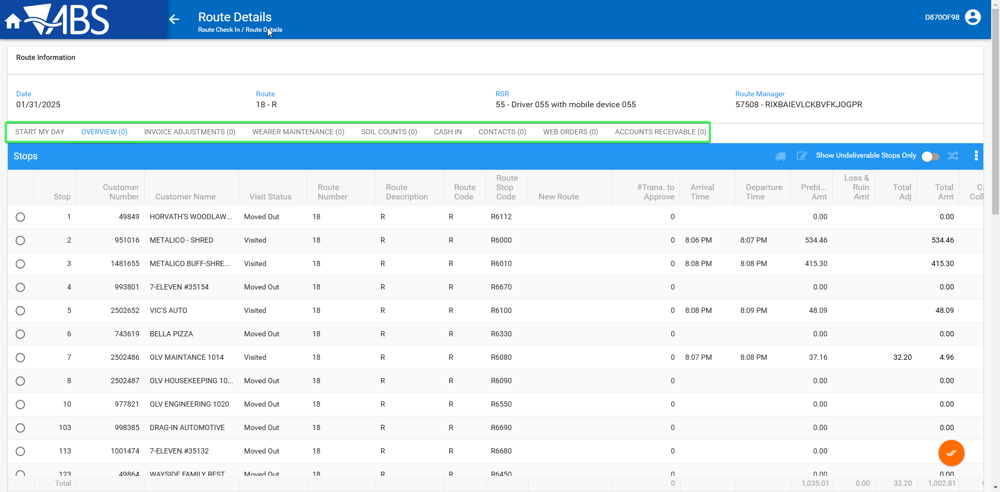 ABS
Route Details
Route Check In / Route Details
D870OF98
Route Information
Date
01/31/2025
Route
18 - R
RSR
55 - Driver 055 with mobile device 055
Route Manager
57508 - RIXBAIEVLCKBVFKJOGPR
START MY DAY OVERVIEW (0) INVOICE ADJUSTMENTS (0) WEARER MAINTENANCE (0) SOIL COUNTS (0) CASH IN CONTACTS (0) WEB ORDERS (0) ACCOUNTS RECEIVABLE (0)
Stops Show Undeliverable Stops Only
Stop
Customer
Number
Customer Name
Visit Status
Route
Number
Route
Description
Route
Code
Route
Stop
Code
New Route
#Trans. to
Approve
Arrival
Time
Departure
Time
Prebi...
Amt
Loss &
Ruin
Amt
Total
Adj
Total
Amt
Coll
1 49849 HORVATH'S WOODLAW... Moved Out 18 R R R6112 0 0.00 0.00
2 951016 METALICO - SHRED Visited 18 R R R6000 0 8:06 PM 8:07 PM 534.46 534.46
3 1481655 METALICO BUFF-SHRE... Visited 18 R R R6010 0 8:08 PM 8:08 PM 415.30 415.30
4 993801 7-ELEVEN #35154 Moved Out 18 R R R6670 0 0.00 0.00
5 2502652 VIC'S AUTO Visited 18 R R R6100 0 8:08 PM 8:09 PM 48.09 48.09
6 743619 BELLA PIZZA Moved Out 18 R R R6330 0 0.00 0.00
7 2502486 OLV MAINTANCE 1014 Visited 18 R R R6080 0 8:07 PM 8:08 PM 37.16 32.20 4.96
8 2502487 OLV HOUSEKEEPING 10... Moved Out 18 R R R6090 0 0.00 0.00
10 977821 OLV ENGINEERING 1020 Moved Out 18 R R R6550 0 0.00 0.00
103 998385 DRAG-IN AUTOMOTIVE Moved Out 18 R R R6690 0 0.00 0.00
113 1001474 7-ELEVEN #35132 Moved Out 18 R R R6680 0 0.00
123 49864 WAYSIDE FAMILY REST Moved Out 18 R R R6450 0 0.00 0.00
Total 0 1,035.01 0.00 32.20 1,002.81